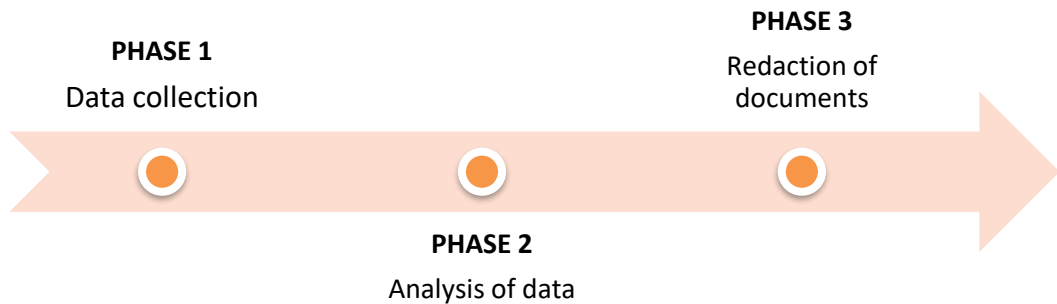 PHASE 1
Data collection
PHASE 2
Analysis of data
PHASE 3
Redaction of
documents